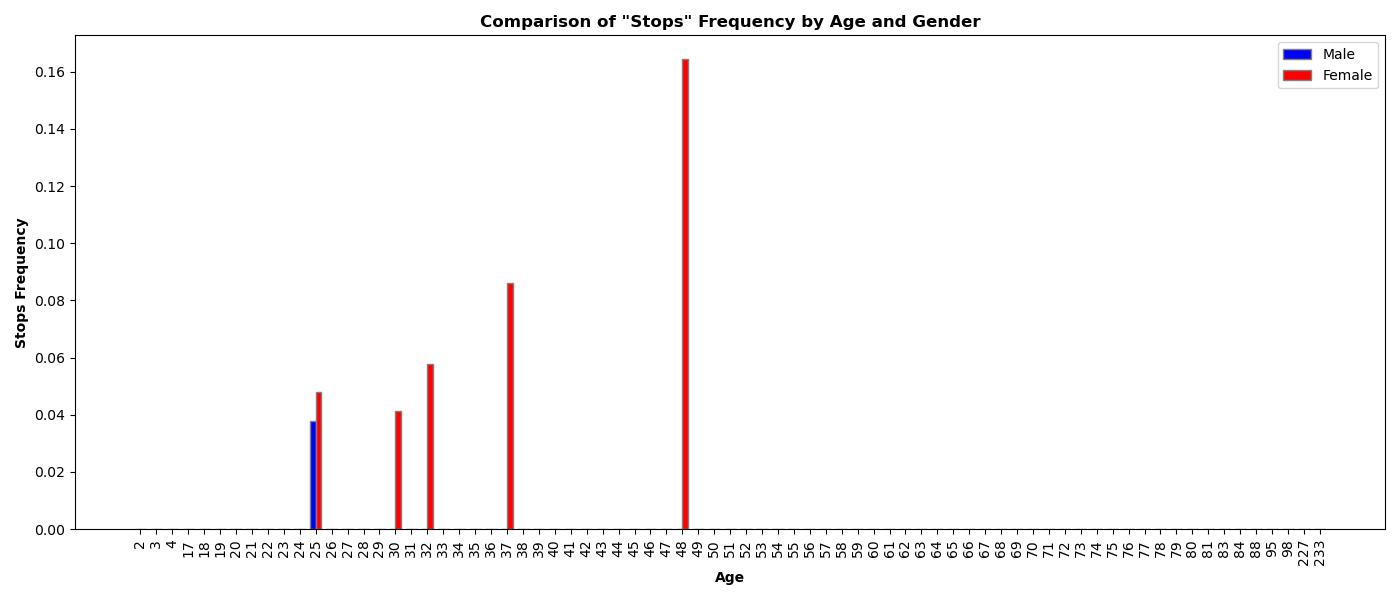 Comparison of "Stops" Frequency by Age and Gender
Male
Female
Stops Frequency
0.16
0.14
0.12
0.10
0.08
0.06
0.04
0.02
0.00
2 3 4 17 18 19 20 21 22 23 24 25 26 27 28 29 30 31 32 33 34 35 36 37 38 39 40 41 42 43 44 45 46 47 48 49 50 51 52 53 54 55 56 57 58 59 60 61 62 63 64 65 66 67 68 69 70 71 72 73 74 75 76 77 78 79 80 81 83 84 88 95 98 227 233
Age